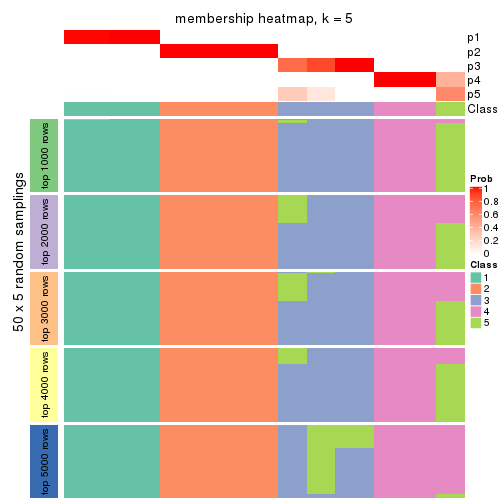 membership heatmap, k = 5
p1
p2
p3
p4
p5
Class
50 x 5 random samplings
top 1000 rows
top 2000 rows
top 3000 rows
top 4000 rows
top 5000 rows
Prob
1
0.8
0.6
0.4
0.2
0
Class
1
2
3
4
5